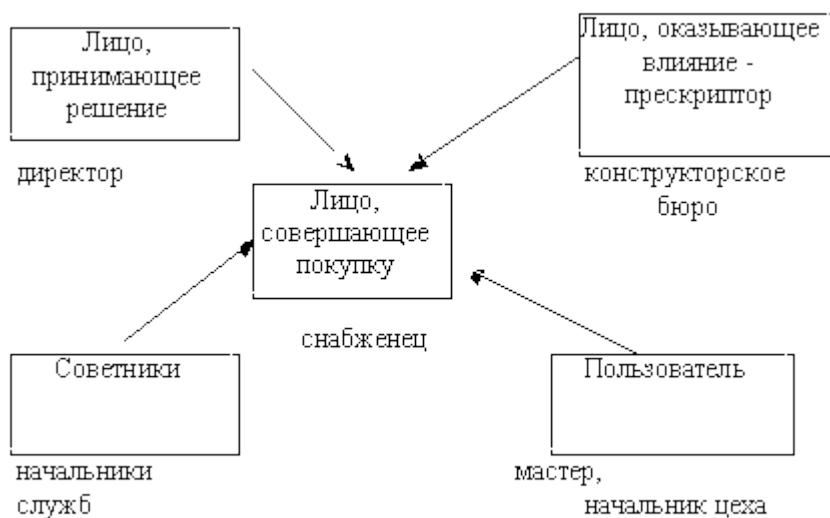 Лицо,
принимающее
решение
Лицо, оказывающее
влияние -
прескриптор
директор
конструкторское
бюро
Лицо,
совершающее
покупку
снабженец
Советники
Пользователь
начальники
служб
мастер,
начальник цеха